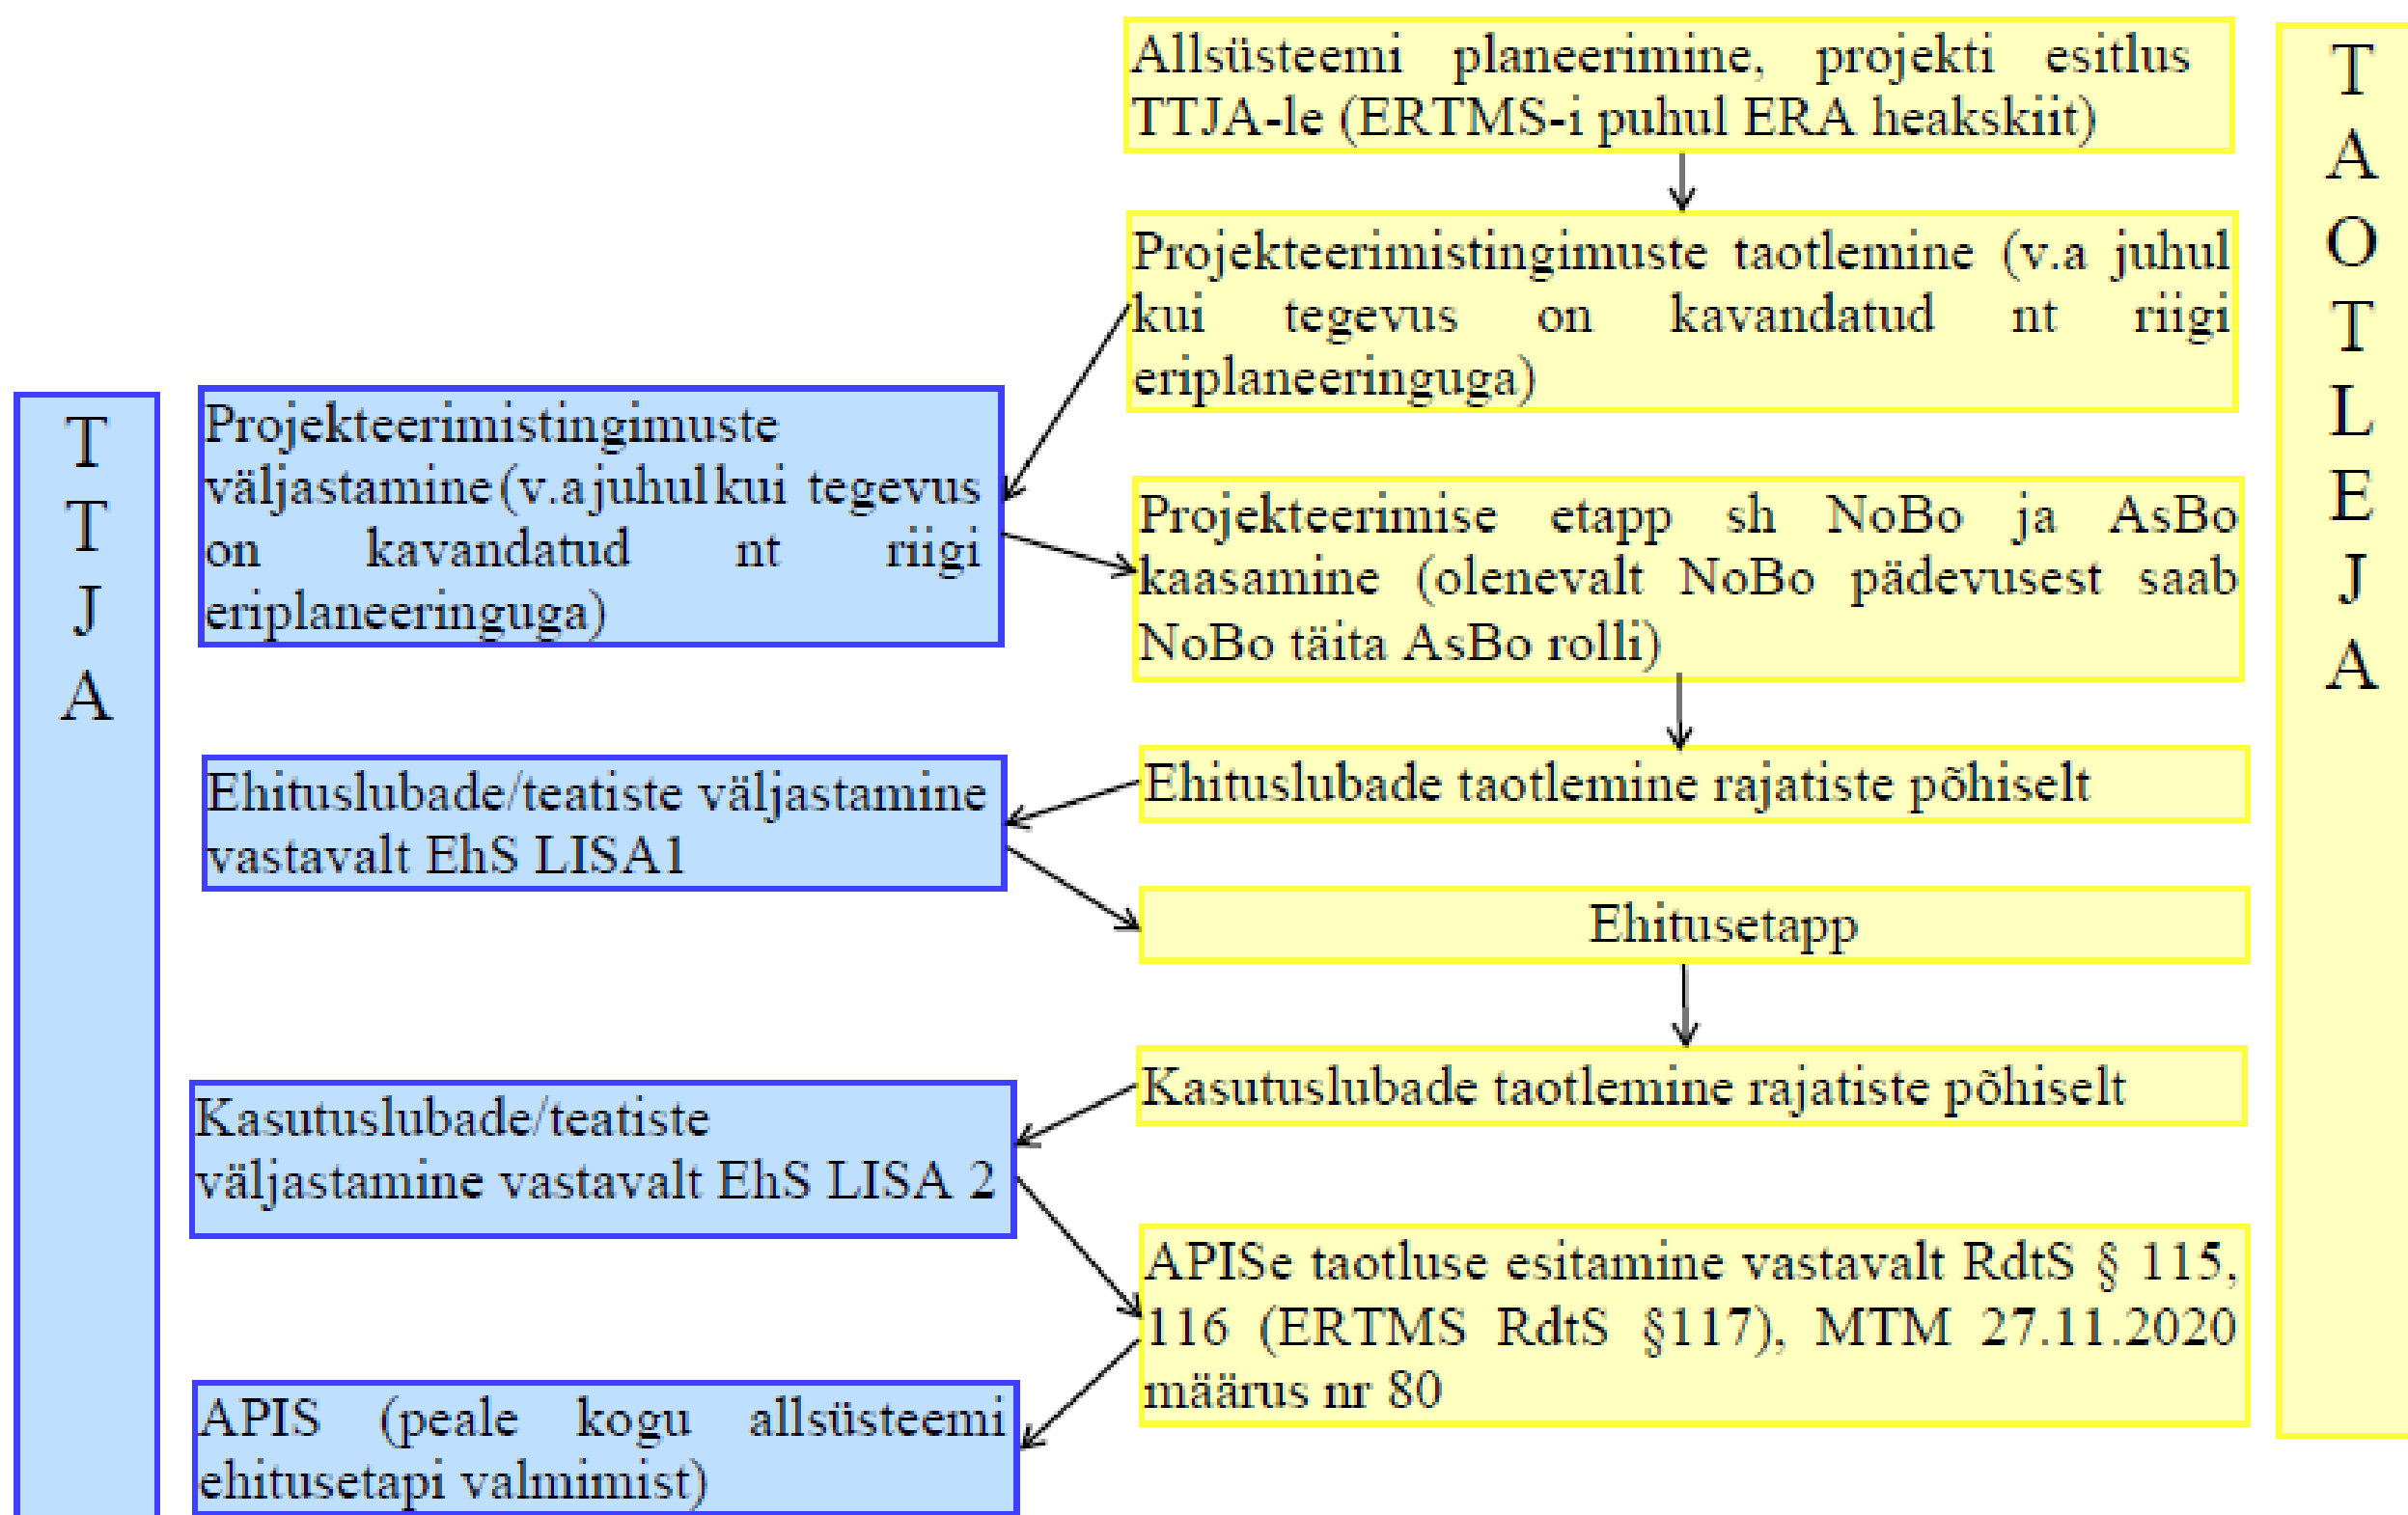 Allsüsteemi planeerimine, projekti esitlus
TTJA-le (ERTMS-i puhul ERA heakskiit)
Projekteerimistingimuste taotlemine (v.a juhul
kui tegevus on kavandatud nt riigi
eriplaneeringuga)
Projekteerimistingimuste
väljastamine (v.a juhul kui tegevus
on kavandatud nt riigi
eriplaneeringuga)
Projekteerimise etapp sh NoBo ja AsBo
kaasamine (olenevalt NoBo pädevusest saab
NoBo täita AsBo rolli)
Ehituslubade taotlemine rajatiste põhiselt
Ehituslubade/teatiste väljastamine
vastavalt EhS LISA1
Ehitusetapp
Kasutuslubade taotlemine rajatiste põhiselt
Kasutuslubade/teatiste
väljastamine vastavalt EhS LISA 2
APISe taotluse esitamine vastavalt RdtS § 115,
116 (ERTMS RdtS §117), MTM 27.11.2020
määrus nr 80
APIS (peale kogu allsüsteemi
ehitusetapi valmimist)
T
T
J
A
T
A
O
T
L
E
J
A